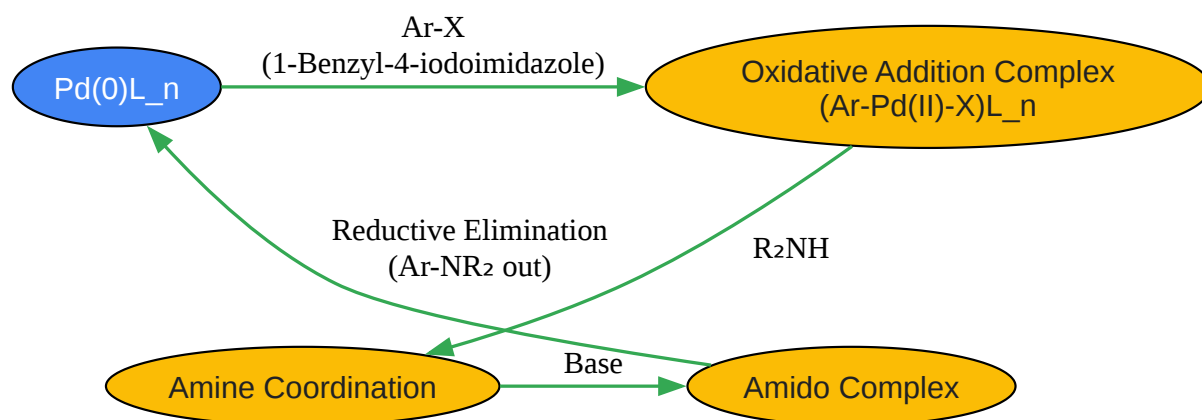 Ar-X
(1-Benzyl-4-iodoimidazole)
Pd(0)L_n
Oxidative Addition Complex
(Ar-Pd(II)-X)L_n
Reductive Elimination
(Ar-NR₂ out)
R₂NH
Amine Coordination
Base
Amido Complex